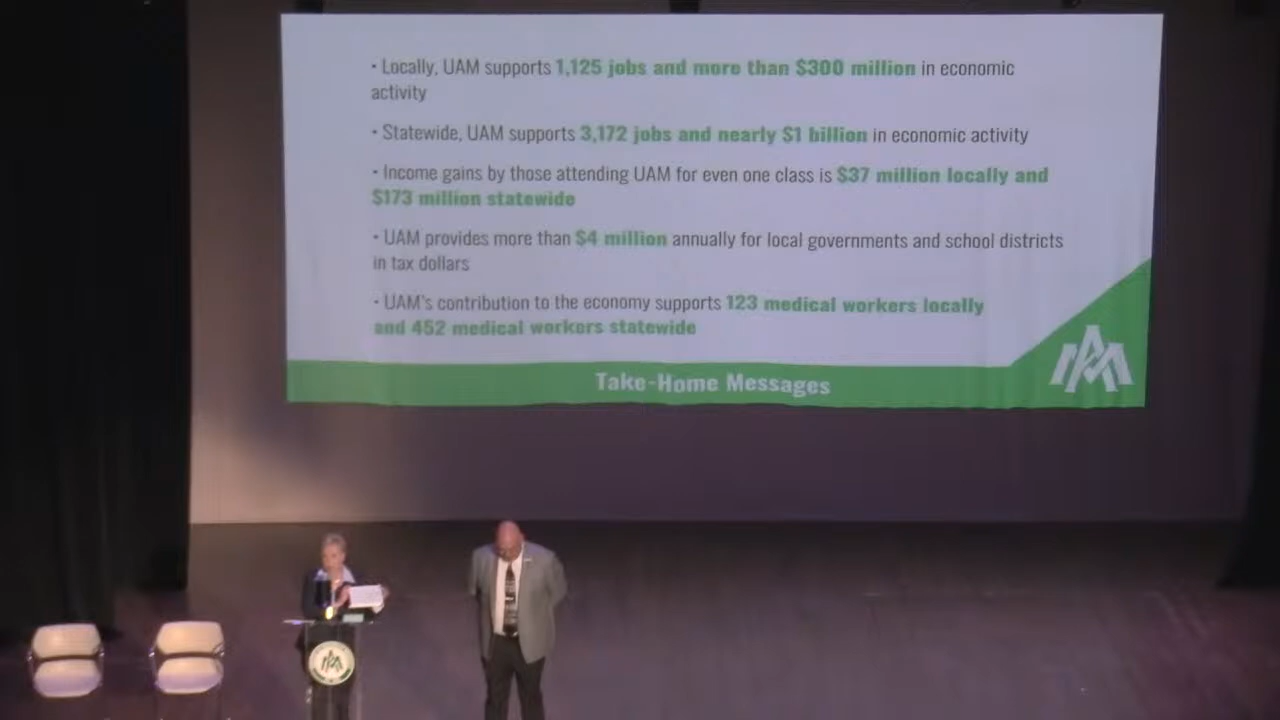 • Locally, UAM supports 1,125 jobs and more than $300 million in economic
activity
• Statewide, UAM supports 3,172 jobs and nearly $1 billion in economic activity
• Income gains by those attending UAM for even one class is $37 million locally and
$173 million statewide
• UAM provides more than $4 million annually for local governments and school districts
in tax dollars
• UAM's contribution to the economy supports 123 medical workers locally
and 452 medical workers statewide
Take-Home Messages